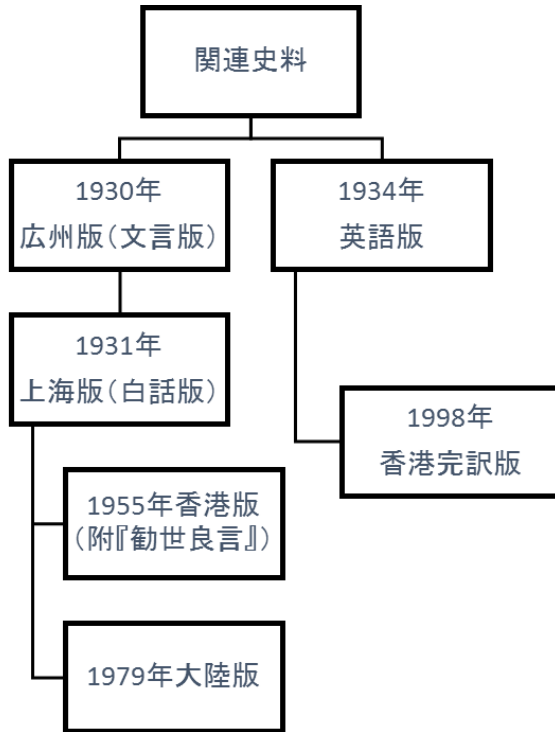 関連史料
1930年
広州版（文言版）
1931年
上海版（白話版）
1955年香港版
（附『勧世良言』）
1979年大陸版
1934年
英語版
1998年
香港完訳版